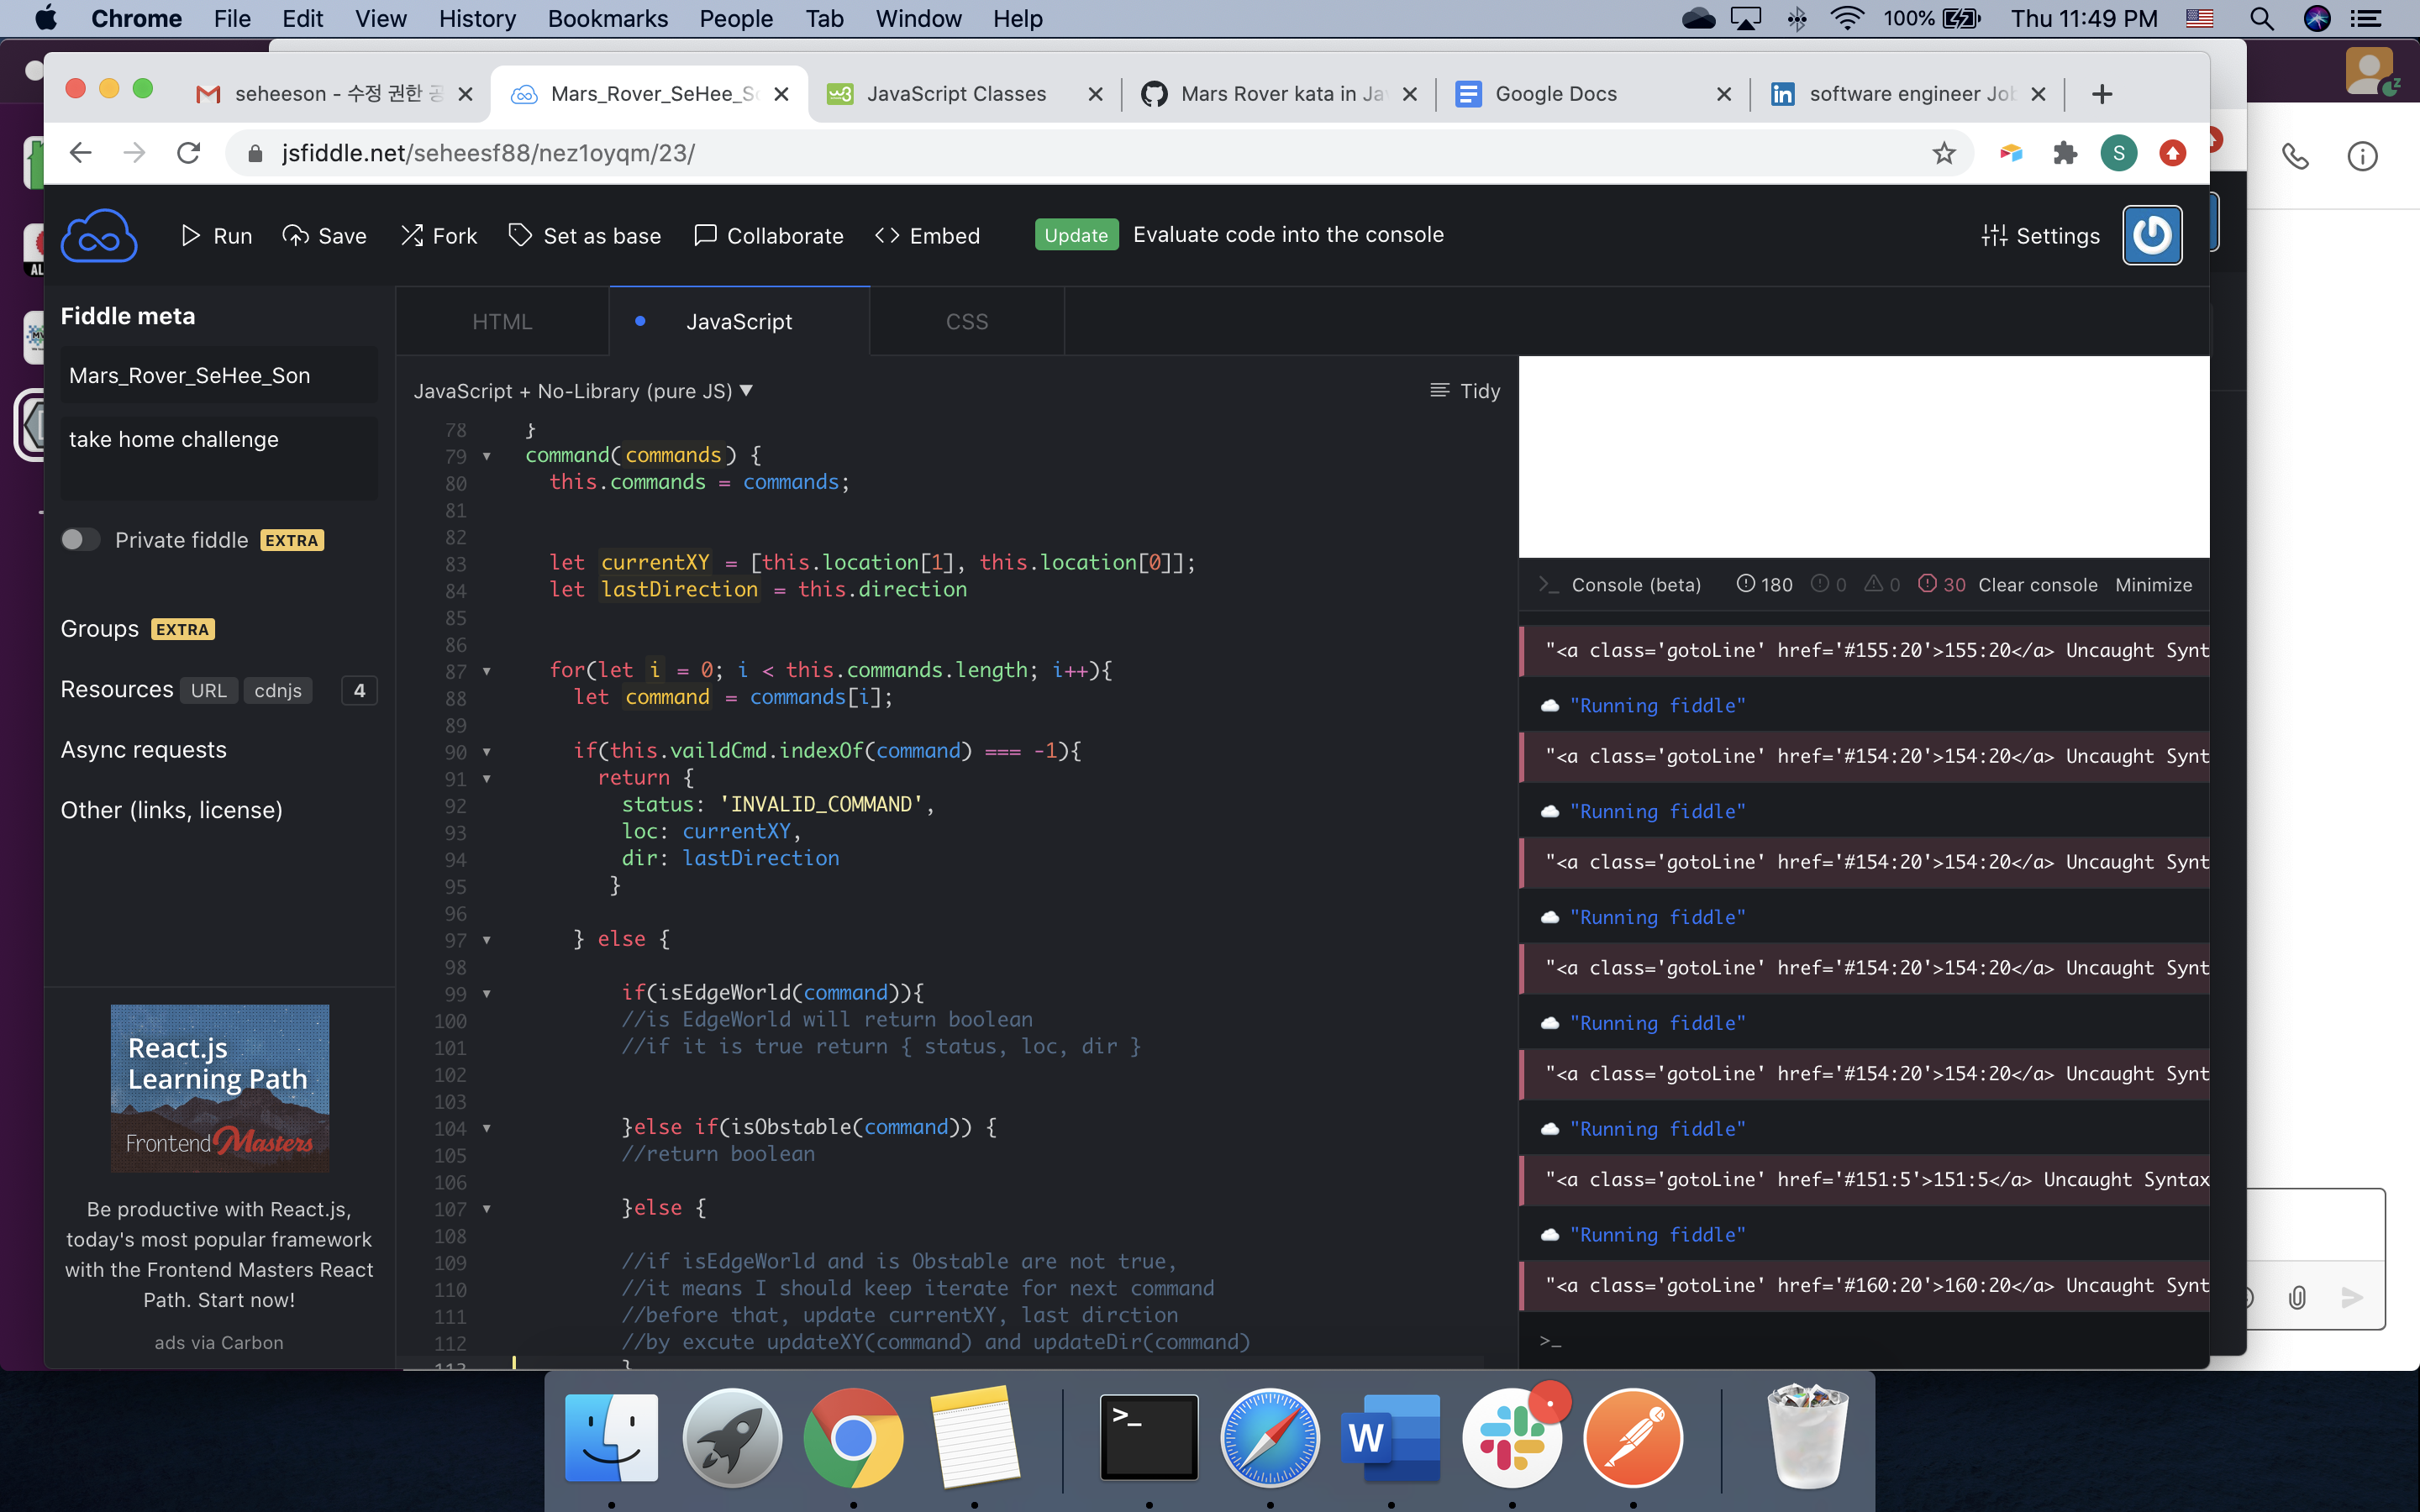 Chrome File Edit View History Bookmarks People Tab Window Help 100% Thu 11:49 PM
seheeson - 수정 권한 공
Mars_Rover_SeHee_So
JavaScript Classes
Mars Rover kata in Jav
Google Docs
software engineer Job
jsfiddle.net/seheesf88/nez1oyqm/23/
S
Run Save Fork Set as base Collaborate Embed Update Evaluate code into the console Settings
AL
Fiddle meta
Mars_Rover_SeHee_Son
take home challenge
Private fiddle EXTRA
Groups EXTRA
Resources URL cdnjs 4
Async requests
Other (links, license)
React.js
Learning Path
Frontend Masters
Be productive with React.js,
today's most popular framework
with the Frontend Masters React
Path. Start now!
ads via Carbon
HTML JavaScript CSS
JavaScript + No-Library (pure JS) ▼ Tidy
78 }
79 command(commands) {
80 this.commands = commands;
81
82
83 let currentXY = [this.location[1], this.location[0]];
84 let lastDirection = this.direction
85
86
87 for(let i = 0; i < this.commands.length; i++){
88 let command = commands[i];
89
90 if(this.vaildCmd.indexOf(command) === -1){
91 return {
92 status: 'INVALID_COMMAND',
93 loc: currentXY,
94 dir: lastDirection
95 }
96
97 } else {
98
99 if(isEdgeWorld(command)){
100 //is EdgeWorld will return boolean
101 //if it is true return { status, loc, dir }
102
103
104 }else if(isObstable(command)) {
105 //return boolean
106
107 }else {
108
109 //if isEdgeWorld and is Obstable are not true,
110 //it means I should keep iterate for next command
111 //before that, update currentXY, last dirction
112 //by excute updateXY(command) and updateDir(command)
113 }
>_ Console (beta) 180 0 0 30 Clear console Minimize
"<a class='gotoLine' href='#155:20'>155:20</a> Uncaught Synt
"Running fiddle"
"<a class='gotoLine' href='#154:20'>154:20</a> Uncaught Synt
"Running fiddle"
"<a class='gotoLine' href='#154:20'>154:20</a> Uncaught Synt
"Running fiddle"
"<a class='gotoLine' href='#154:20'>154:20</a> Uncaught Synt
"Running fiddle"
"<a class='gotoLine' href='#154:20'>154:20</a> Uncaught Synt
"Running fiddle"
"<a class='gotoLine' href='#151:5'>151:5</a> Uncaught Syntax
"Running fiddle"
"<a class='gotoLine' href='#160:20'>160:20</a> Uncaught Synt
>_
>_
W